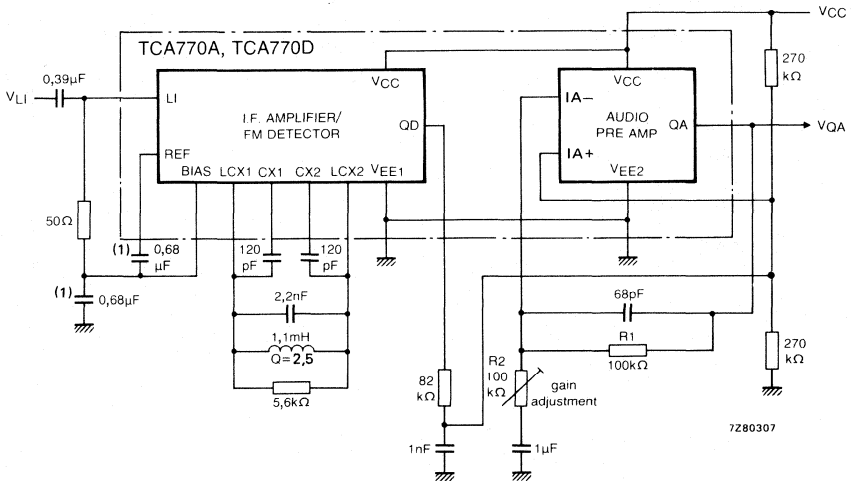 VCC
TCA770A, TCA770D
270
kΩ
0,39µF
VLI
LI
VCC
I.F. AMPLIFIER/
FM DETECTOR
QD
REF
BIAS LCX1 CX1 CX2 LCX2 VEE1
VCC
IA−
AUDIO
PRE AMP
QA
VQA
IA+
VEE2
50Ω
(1) 0,68
µF
120
pF
120
pF
(1) 0,68µF
2,2nF
68pF
1,1mH
Q=2,5
R1
100kΩ
270
kΩ
5,6kΩ
82
kΩ
R2
100
kΩ
gain
adjustment
7Z80307
1nF
1µF